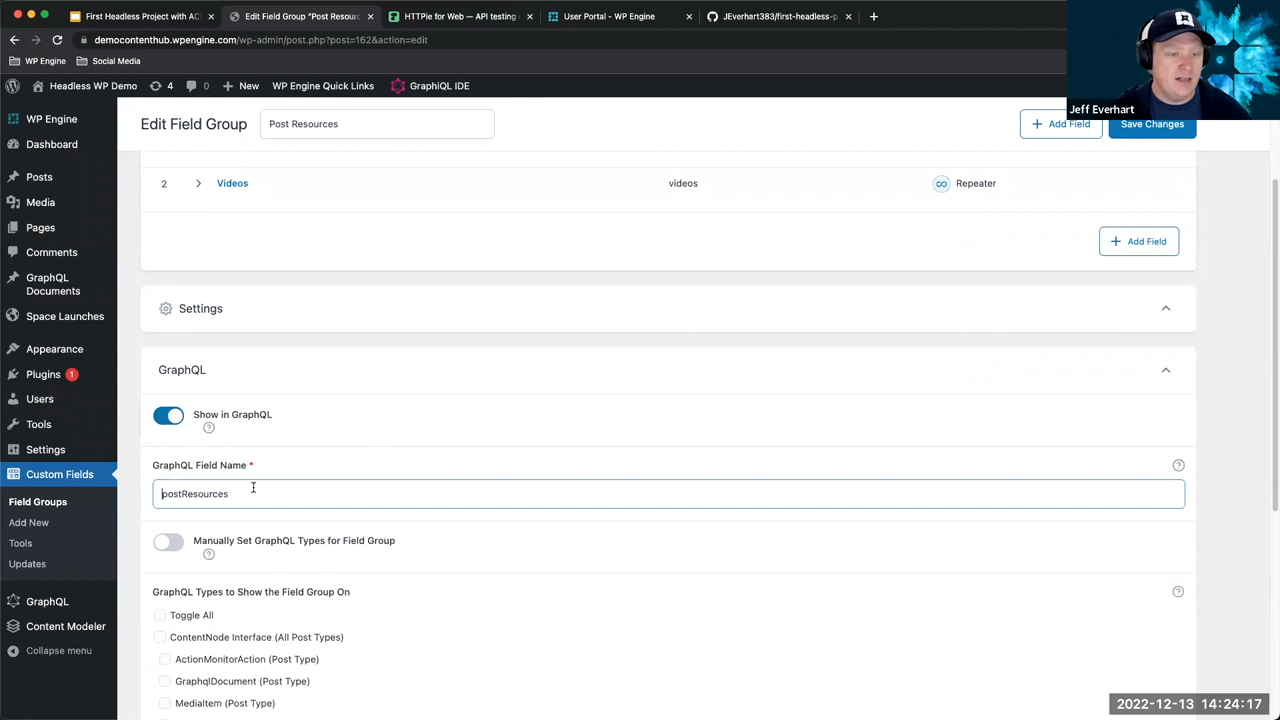 First Headless Project with AC
Edit Field Group "Post Resourc
HTTPie for Web — API testing
User Portal - WP Engine
JEverhart383/first-headless-p
democontenthub.wpengine.com/wp-admin/post.php?post=162&action=edit
WP Engine
Social Media
Headless WP Demo
4
0
New
WP Engine Quick Links
GraphiQL IDE
Jeff Everhart
WP Engine
Dashboard
Posts
Media
Pages
Comments
GraphQL
Documents
Space Launches
Appearance
Plugins 1
Users
Tools
Settings
Custom Fields
Field Groups
Add New
Tools
Updates
GraphQL
Content Modeler
Collapse menu
Edit Field Group
Post Resources
+ Add Field
Save Changes
2
Videos
videos
Repeater
+ Add Field
Settings
GraphQL
Show in GraphQL
?
GraphQL Field Name *
?
postResources
Manually Set GraphQL Types for Field Group
?
GraphQL Types to Show the Field Group On
?
Toggle All
ContentNode Interface (All Post Types)
ActionMonitorAction (Post Type)
GraphqlDocument (Post Type)
MediaItem (Post Type)
2022-12-13 14:24:17